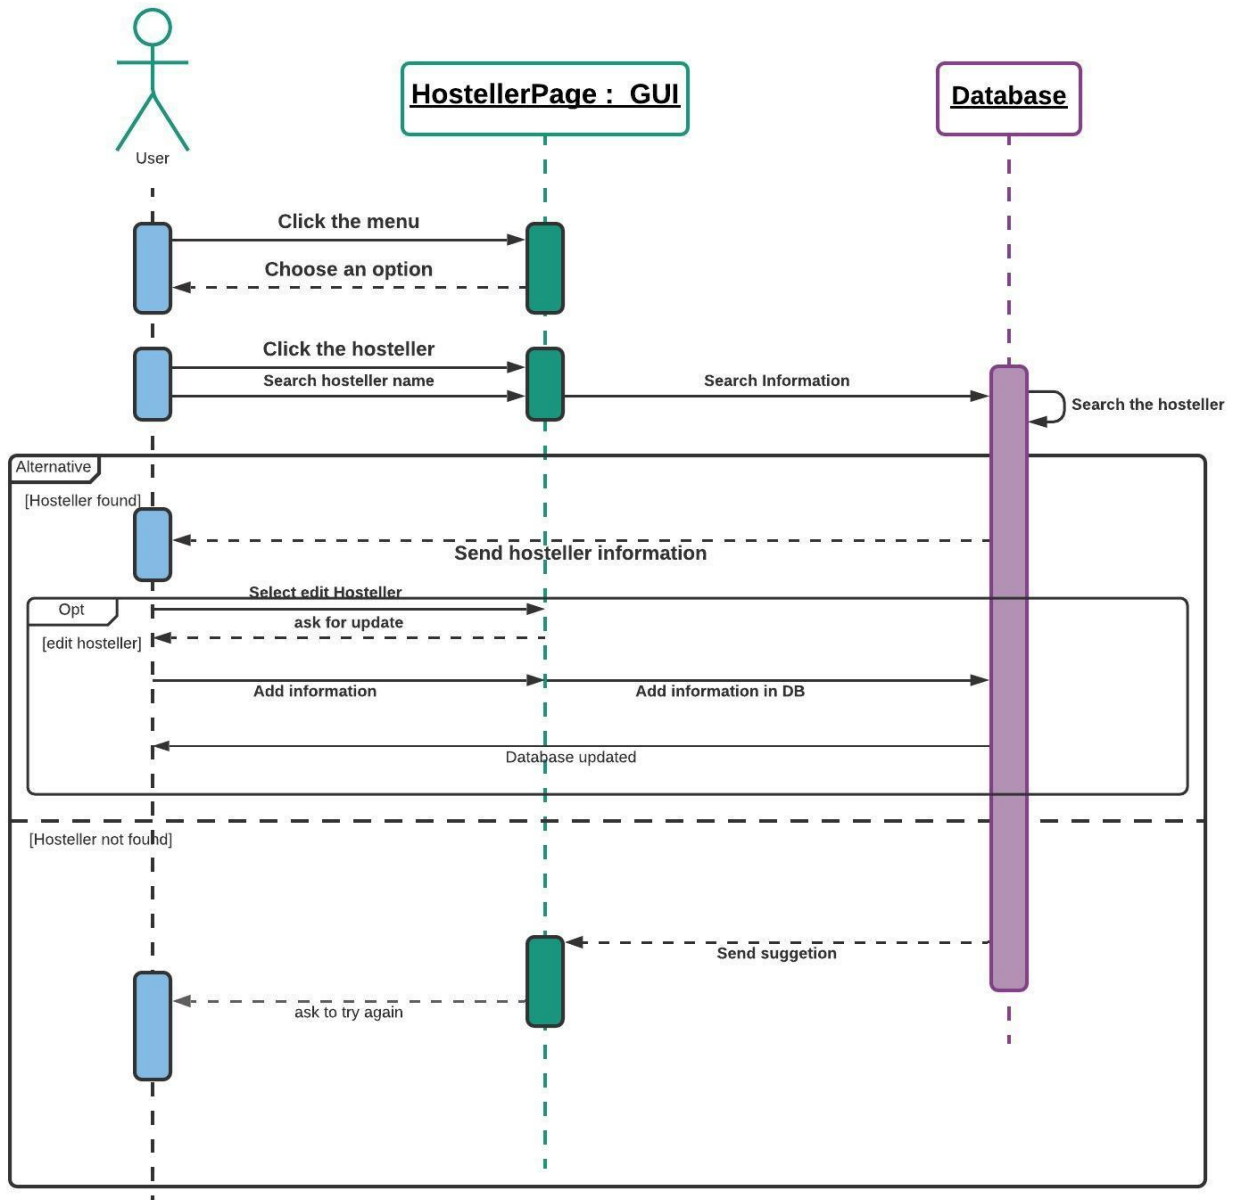 User
HostellerPage :  GUI
Database
Click the menu
Choose an option
Click the hosteller
Search hosteller name
Search Information
Search the hosteller
Alternative
[Hosteller found]
Send hosteller information
Select edit Hosteller
Opt
ask for update
[edit hosteller]
Add information
Add information in DB
Database updated
[Hosteller not found]
Send suggetion
ask to try again